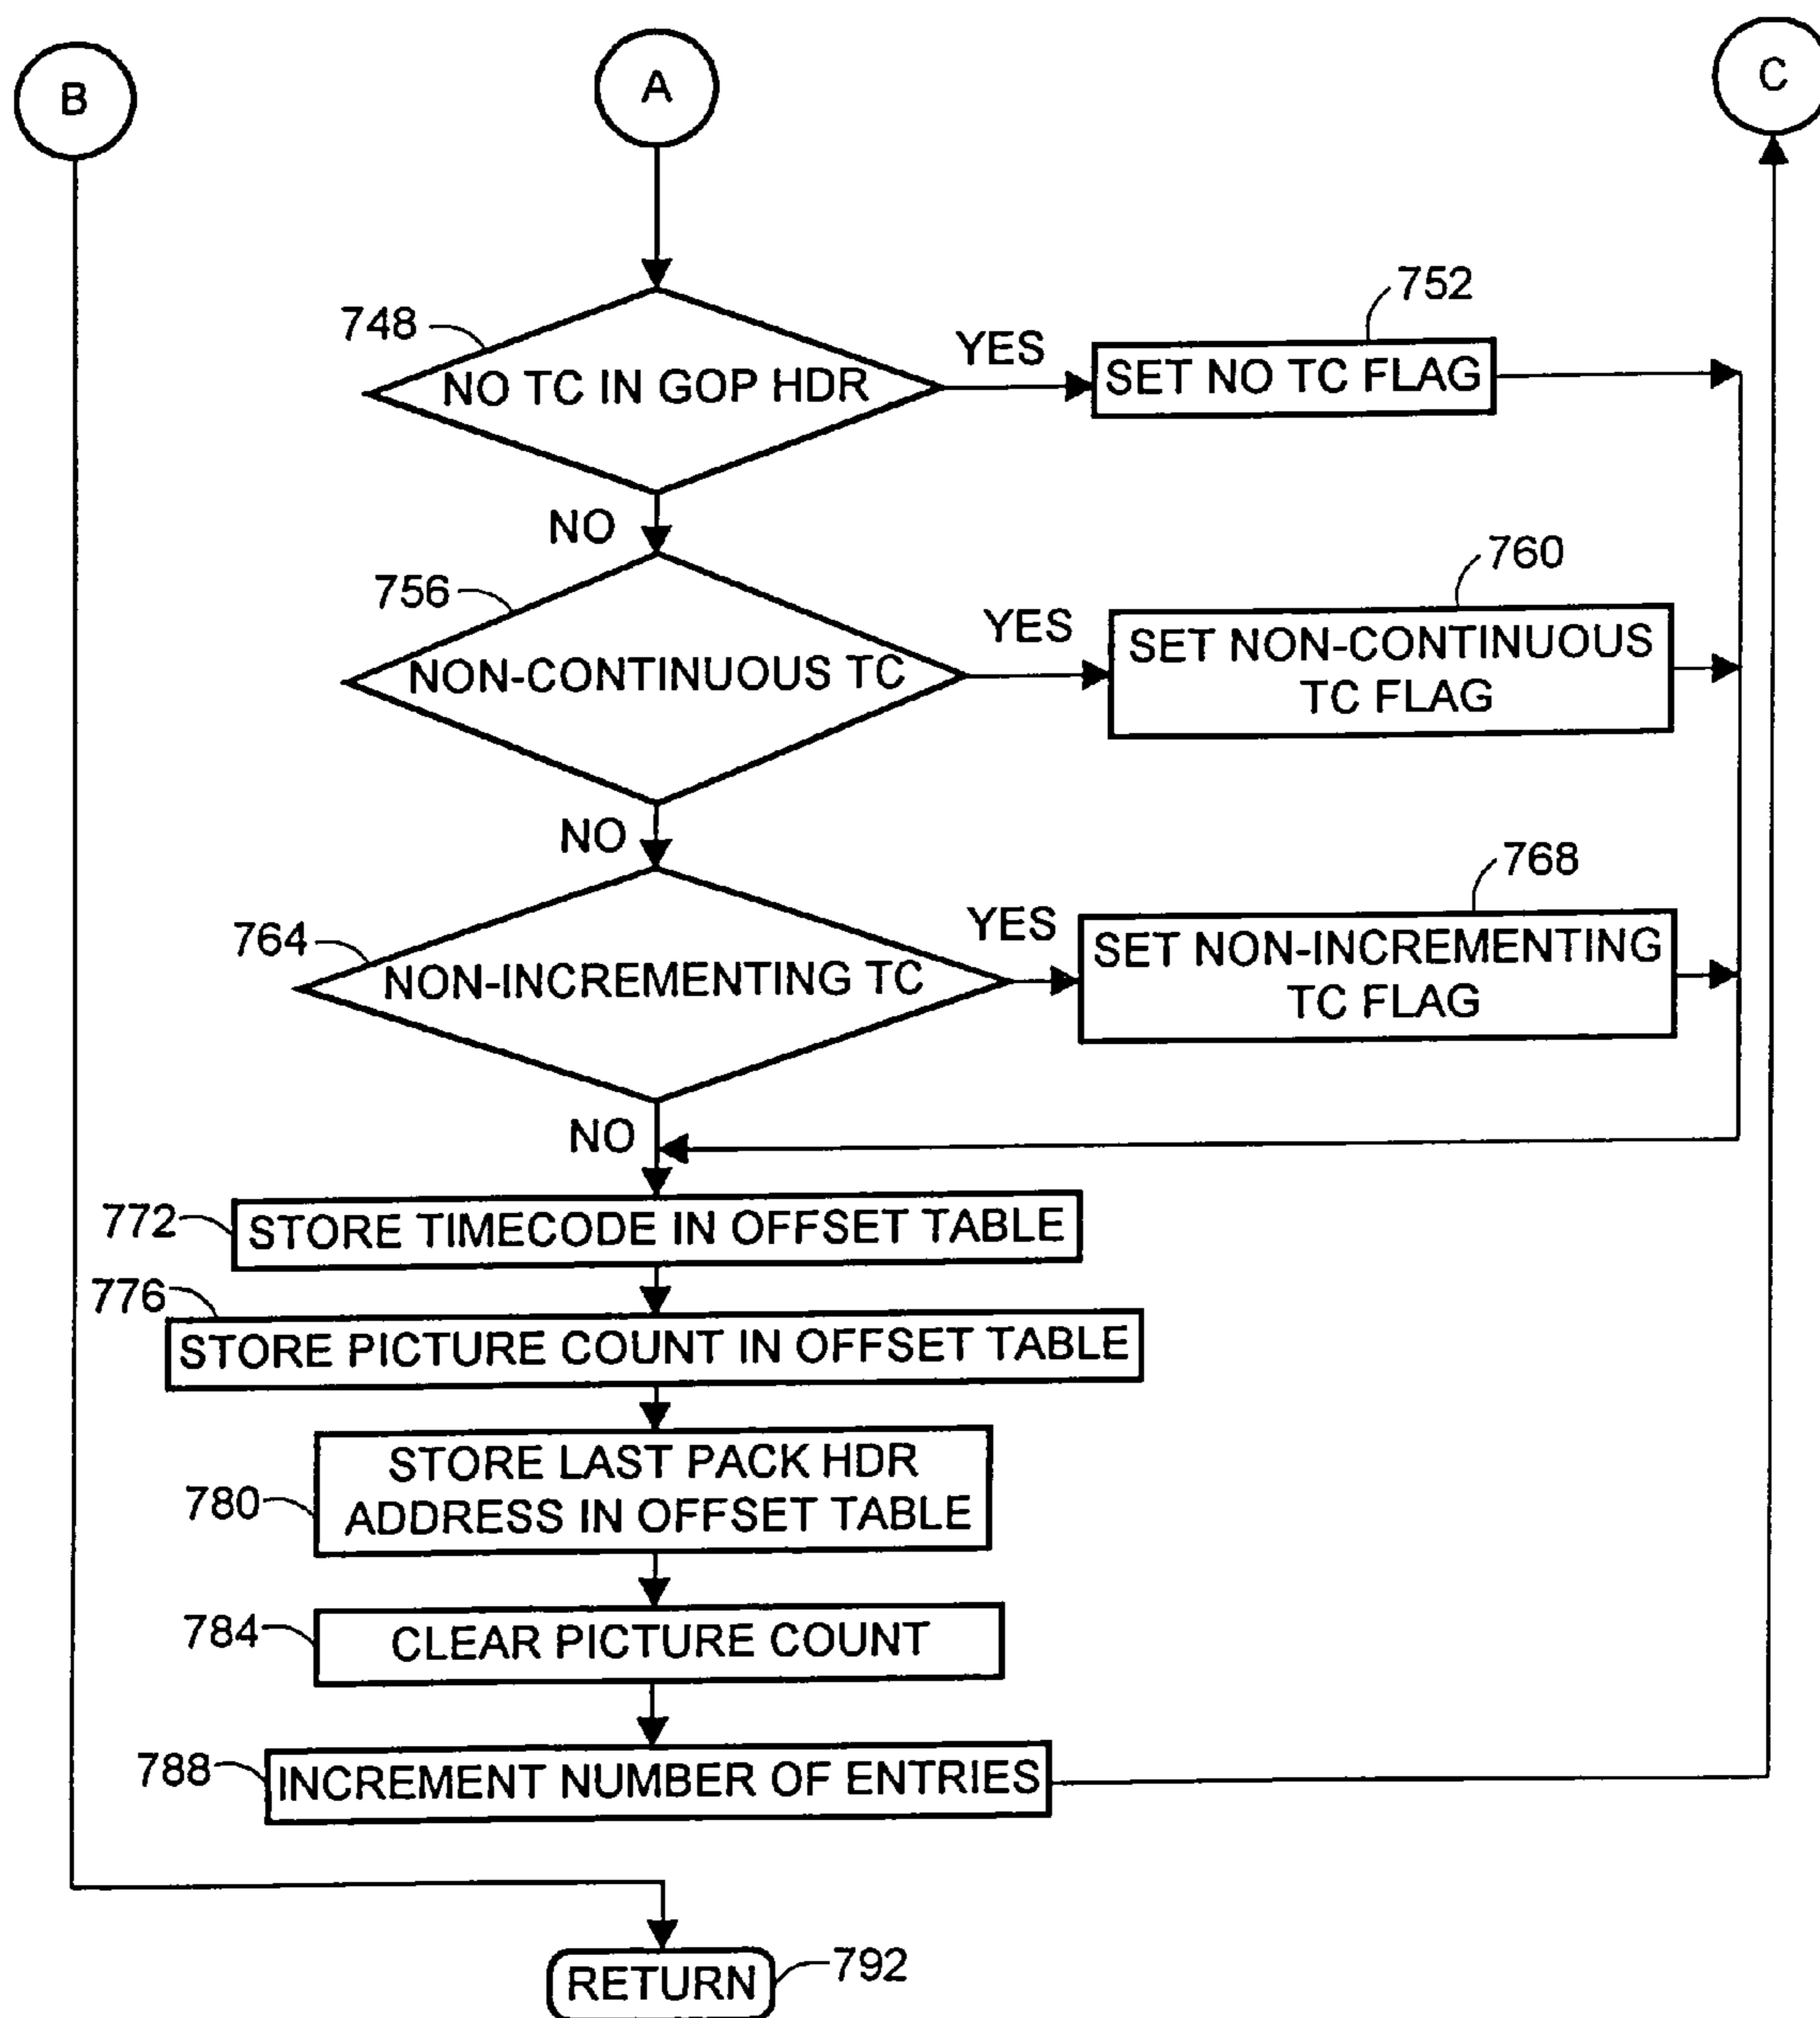 B
A
C
748
NO TC IN GOP HDR
YES
752
SET NO TC FLAG
NO
756
NON-CONTINUOUS TC
YES
760
SET NON-CONTINUOUS
TC FLAG
NO
764
NON-INCREMENTING TC
YES
768
SET NON-INCREMENTING
TC FLAG
NO
772
STORE TIMECODE IN OFFSET TABLE
776
STORE PICTURE COUNT IN OFFSET TABLE
780
STORE LAST PACK HDR
ADDRESS IN OFFSET TABLE
784
CLEAR PICTURE COUNT
788
INCREMENT NUMBER OF ENTRIES
RETURN
792